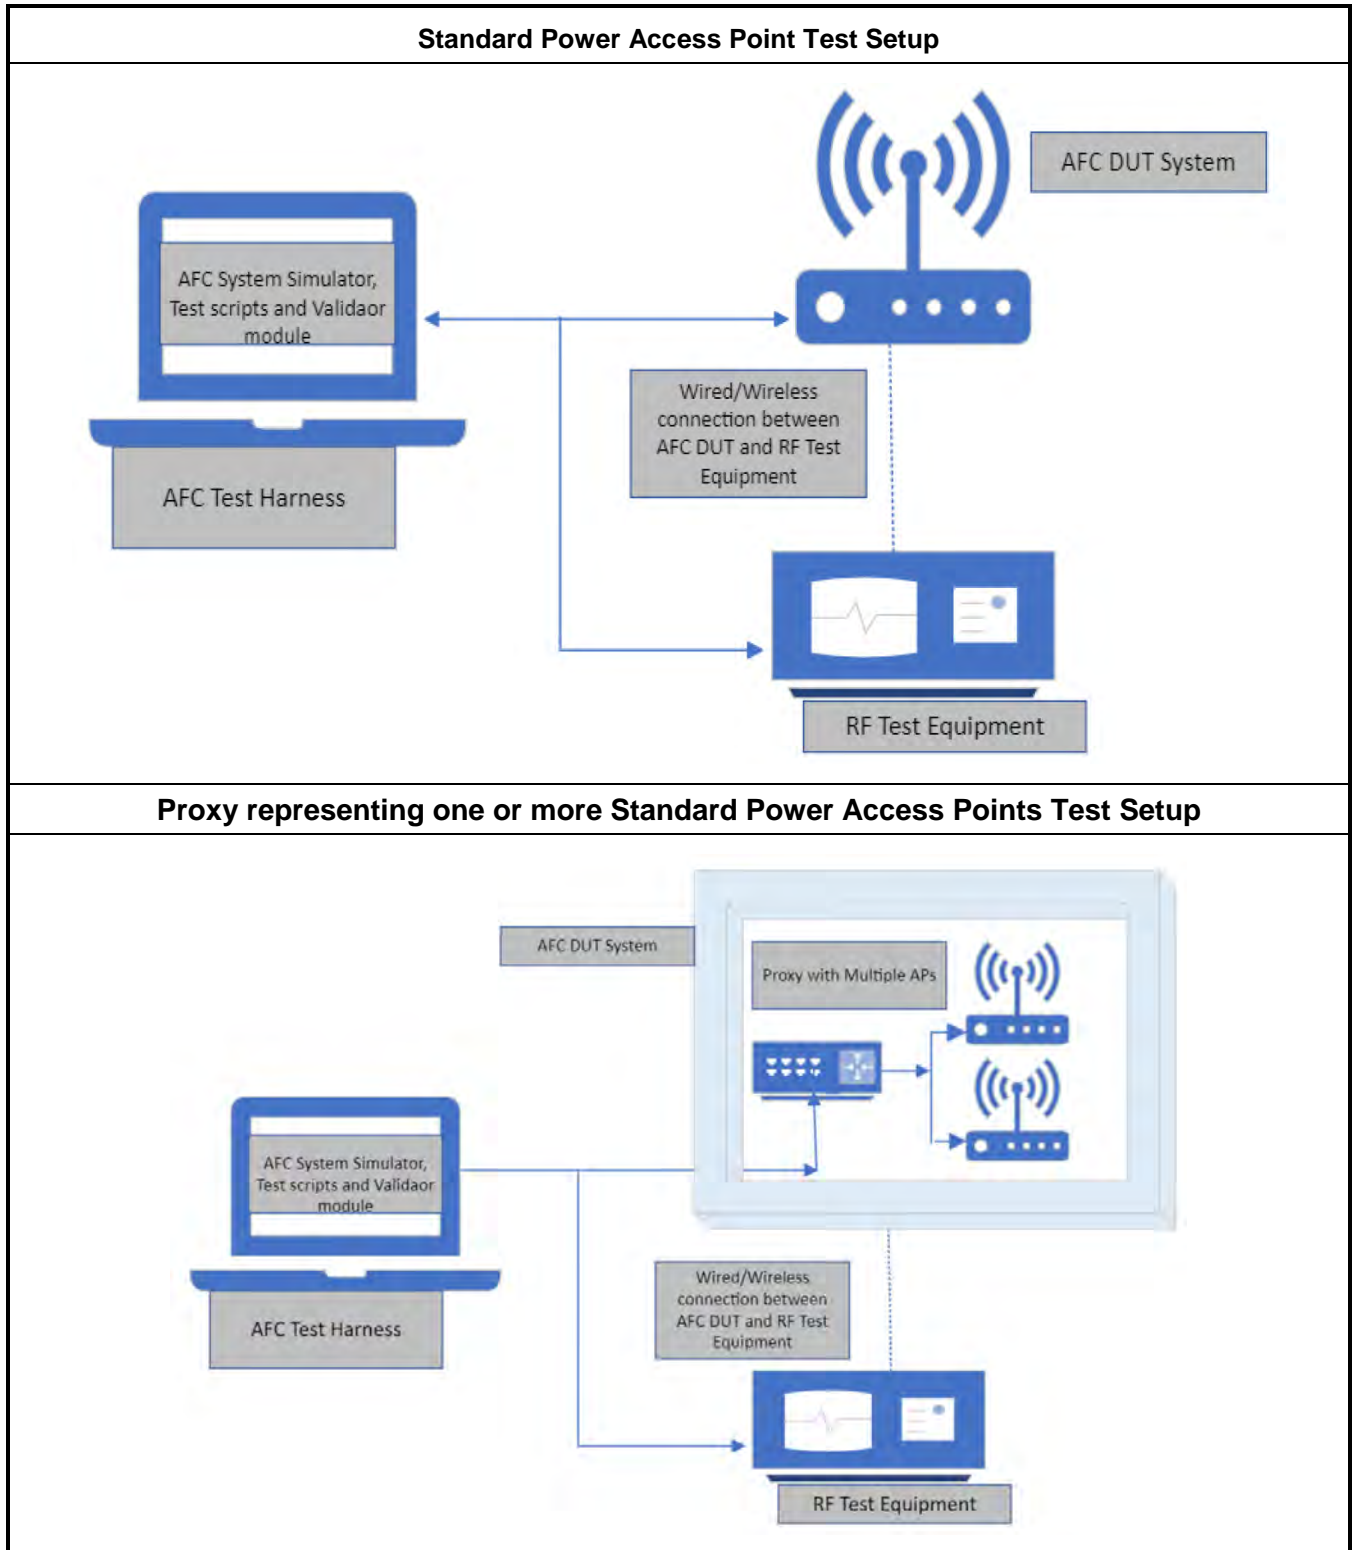 Standard Power Access Point Test Setup
AFC DUT System
AFC System Simulator,
Test scripts and Validaor
module
Wired/Wireless
connection between
AFC DUT and RF Test
Equipment
AFC Test Harness
RF Test Equipment
Proxy representing one or more Standard Power Access Points Test Setup
AFC DUT System
Proxy with Multiple APs
AFC System Simulator,
Test scripts and Validaor
module
Wired/Wireless
connection between
AFC DUT and RF Test
Equipment
AFC Test Harness
RF Test Equipment